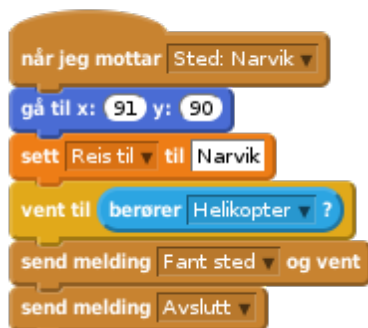 når jeg mottar Sted: Narvik
gå til x: 91 y: 90
sett Reis til til Narvik
vent til berører Helikopter ?
send melding Fant sted og vent
send melding Avslutt